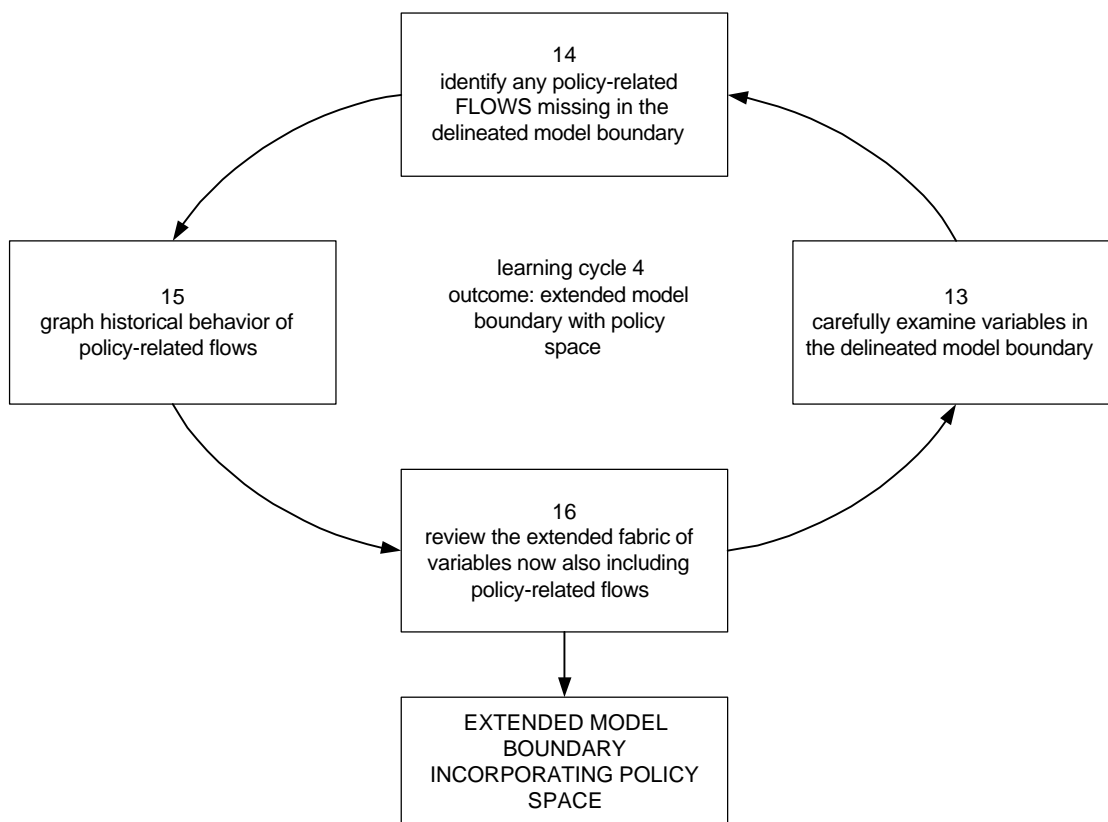 14
identify any policy-related
FLOWS missing in the
delineated model boundary
learning cycle 4
outcome: extended model
boundary with policy
space
15
graph historical behavior of
policy-related flows
13
carefully examine variables in
the delineated model boundary
16
review the extended fabric of
variables now also including
policy-related flows
EXTENDED MODEL
BOUNDARY
INCORPORATING POLICY
SPACE